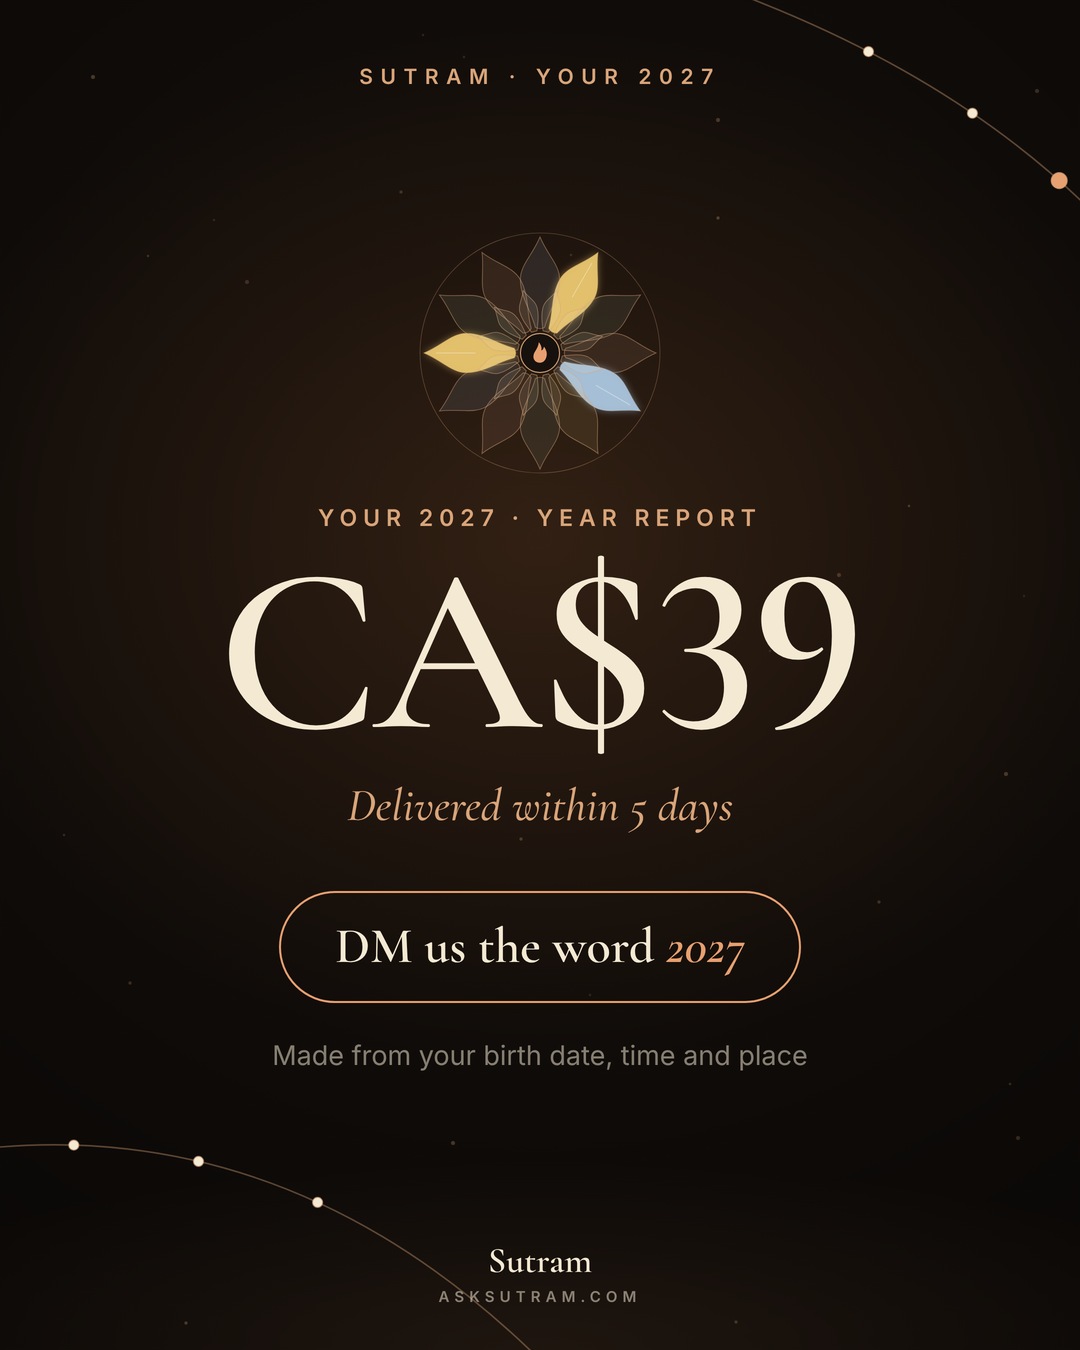 SUTRAM · YOUR 2027
YOUR 2027 · YEAR REPORT
CA$39
Delivered within 5 days
DM us the word 2027
Made from your birth date, time and place
Sutram
ASKSUTRAM.COM